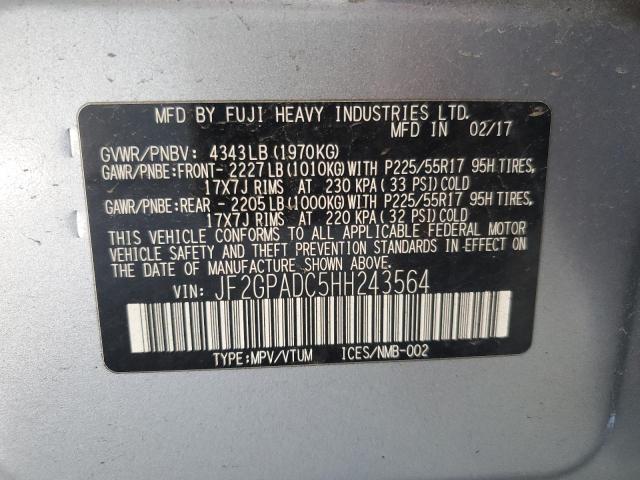 MFD BY FUJI HEAVY INDUSTRIES LTD.
MFD IN 02/17
GVWR/PNBV: 4343LB(1970KG)
GAWR/PNBE:FRONT- 2227LB(1010KG)WITH P225/55R17 95H TIRES,
17X7J RIMS AT 230 KPA(33 PSI)COLD
GAWR/PNBE:REAR - 2205LB(1000KG)WITH P225/55R17 95H TIRES,
17X7J RIMS AT 220 KPA(32 PSI)COLD
THIS VEHICLE CONFORMS TO ALL APPLICABLE FEDERAL MOTOR
VEHICLE SAFETY AND THEFT PREVENTION STANDARDS IN EFFECT ON
THE DATE OF MANUFACTURE SHOWN ABOVE.
VIN: JF2GPADC5HH243564
TYPE:MPV/VTUM ICES/NMB-002